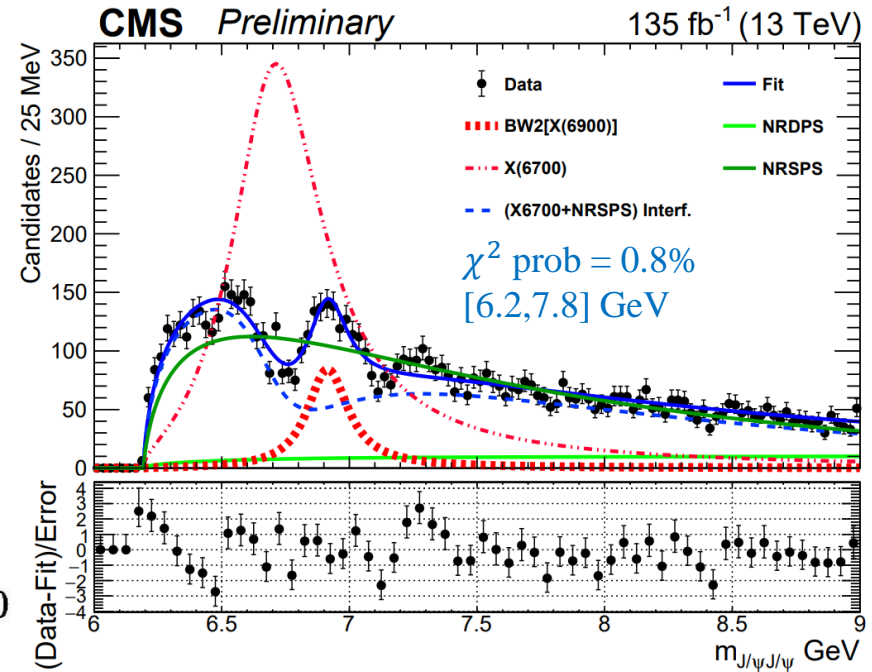 CMS Preliminary 135 fb⁻¹ (13 TeV)
Candidates / 25 MeV
350
300
250
200
150
100
50
0
Data
BW2[X(6900)]
X(6700)
(X6700+NRSPS) Interf.
Fit
NRDPS
NRSPS
χ² prob = 0.8%
[6.2,7.8] GeV
(Data-Fit)/Error
4
3
2
1
0
−1
−2
−3
−4
6 6.5 7 7.5 8 8.5 9
m_J/ψJ/ψ GeV
)